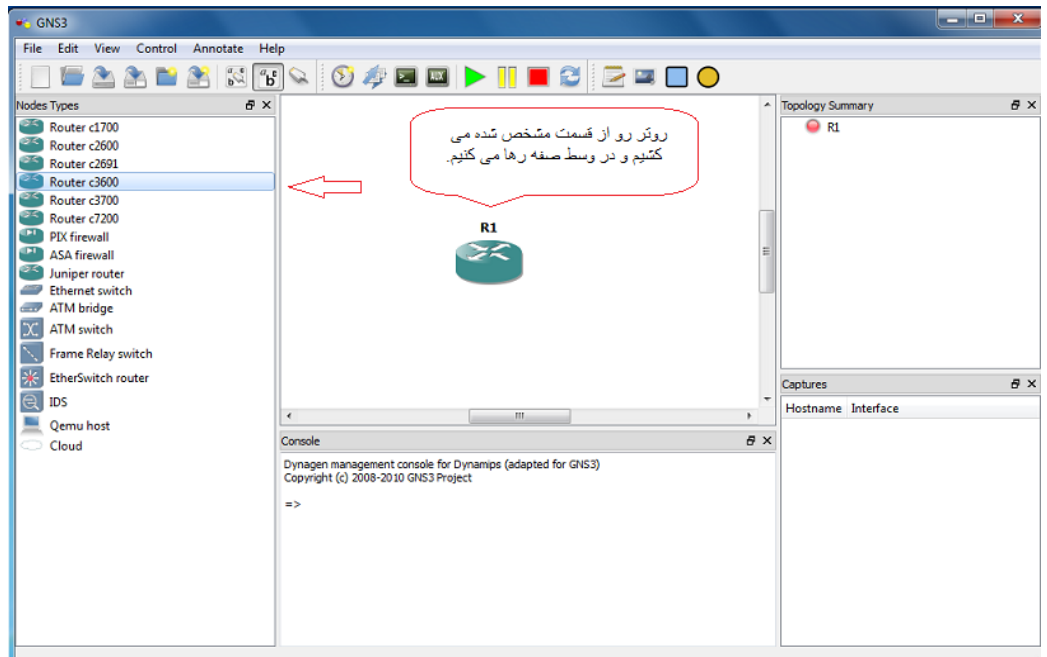 GNS3
File Edit View Control Annotate Help
Nodes Types
Router c1700
Router c2600
Router c2691
Router c3600
Router c3700
Router c7200
PIX firewall
ASA firewall
Juniper router
Ethernet switch
ATM bridge
ATM switch
Frame Relay switch
EtherSwitch router
IDS
Qemu host
Cloud
روتر رو از قسمت مشخص شده می
کشیم و در وسط صفه رها می کنیم.
R1
Console
Dynagen management console for Dynamips (adapted for GNS3)
Copyright (c) 2008-2010 GNS3 Project
=>
Topology Summary
R1
Captures
Hostname Interface